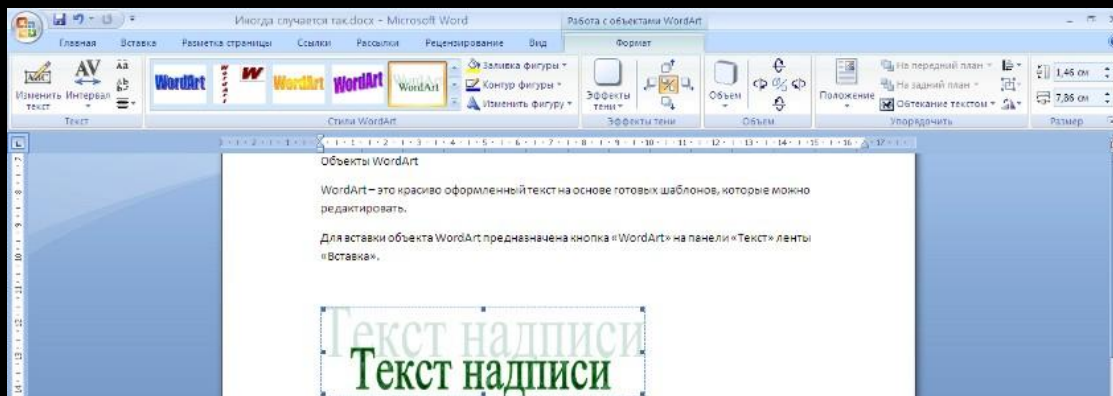 Иногда случается так.docx - Microsoft Word
Работа с объектами WordArt
Главная Вставка Разметка страницы Ссылки Рассылки Рецензирование Вид Формат
Изменить текст
Интервал
Текст
WordArt
WordArt
WordArt
WordArt
WordArt
Стили WordArt
Заливка фигуры
Контур фигуры
Изменить фигуру
Эффекты тени
Эффекты тени
Объем
Объем
Положение
На передний план
На задний план
Обтекание текстом
Упорядочить
1,46 см
7,86 см
Размер
Объекты WordArt
WordArt – это красиво оформленный текст на основе готовых шаблонов, которые можно
редактировать.
Для вставки объекта WordArt предназначена кнопка «WordArt» на панели «Текст» ленты
«Вставка».
Текст надписи